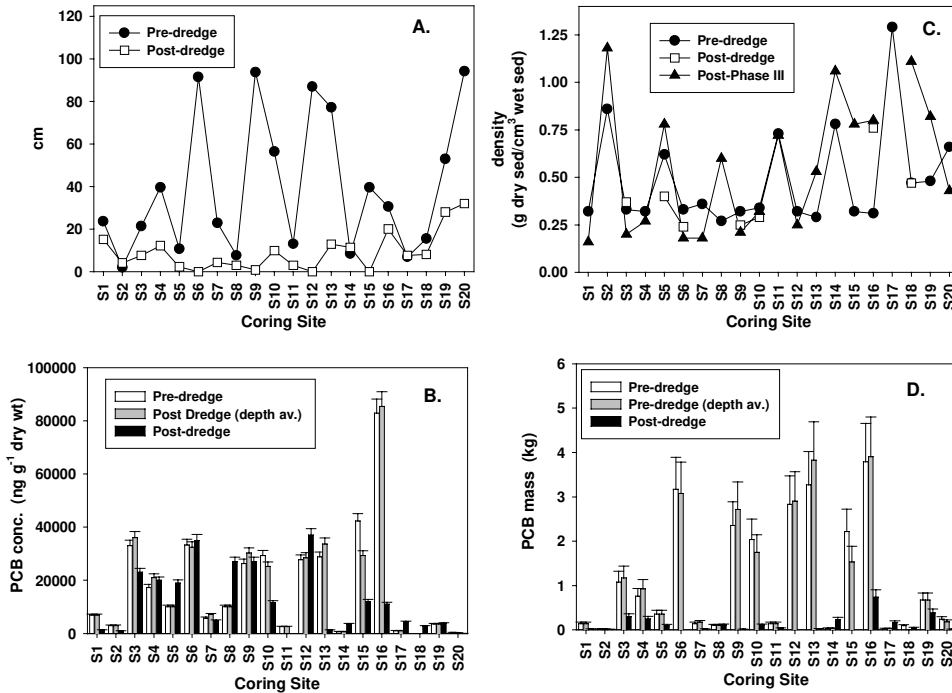 A.
Pre-dredge
Post-dredge
120
100
80
60
40
20
0
cm
S1 S2 S3 S4 S5 S6 S7 S8 S9 S10 S11 S12 S13 S14 S15 S16 S17 S18 S19 S20
Coring Site
C.
Pre-dredge
Post-dredge
Post-Phase III
1.25
1.00
0.75
0.50
0.25
0.00
density
(g dry sed/cm³ wet sed)
S1 S2 S3 S4 S5 S6 S7 S8 S9 S10 S11 S12 S13 S14 S15 S16 S17 S18 S19 S20
Coring Site
B.
Pre-dredge
Post Dredge (depth av.)
Post-dredge
100000
80000
60000
40000
20000
0
PCB conc. (ng g⁻¹ dry wt)
S1 S2 S3 S4 S5 S6 S7 S8 S9 S10 S11 S12 S13 S14 S15 S16 S17 S18 S19 S20
Coring Site
D.
Pre-dredge
Pre-dredge (depth av.)
Post-dredge
6
5
4
3
2
1
0
PCB mass (kg)
S1 S2 S3 S4 S5 S6 S7 S8 S9 S10 S11 S12 S13 S14 S15 S16 S17 S18 S19 S20
Coring Site